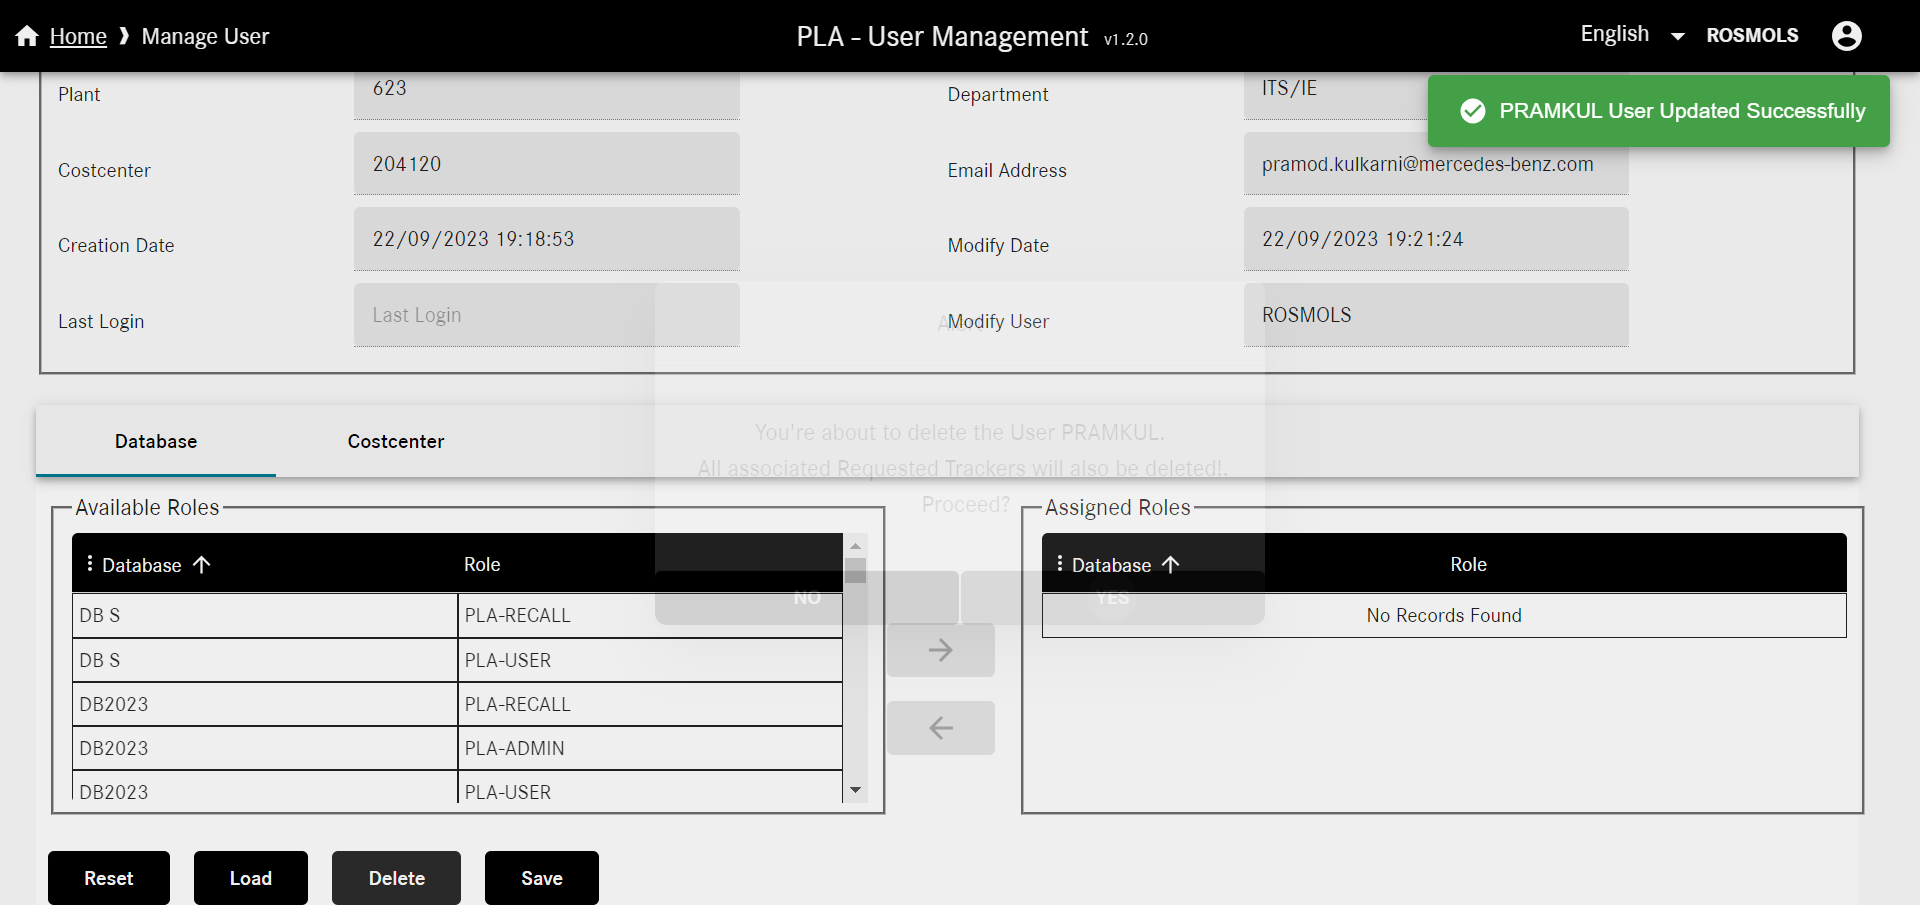 Home ❱ Manage User
PLA - User Management v1.2.0
English ROSMOLS
PRAMKUL User Updated Successfully
Plant 623 Department ITS/IE
Costcenter 204120 Email Address pramod.kulkarni@mercedes-benz.com
Creation Date 22/09/2023 19:18:53 Modify Date 22/09/2023 19:21:24
Last Login Last Login Modify User ROSMOLS
Alert
Database Costcenter
You're about to delete the User PRAMKUL.
All associated Requested Trackers will also be deleted!.
Proceed?
NO YES
Available Roles
Database Role
DB S PLA-RECALL
DB S PLA-USER
DB2023 PLA-RECALL
DB2023 PLA-ADMIN
DB2023 PLA-USER
Assigned Roles
Database Role
No Records Found
Reset Load Delete Save